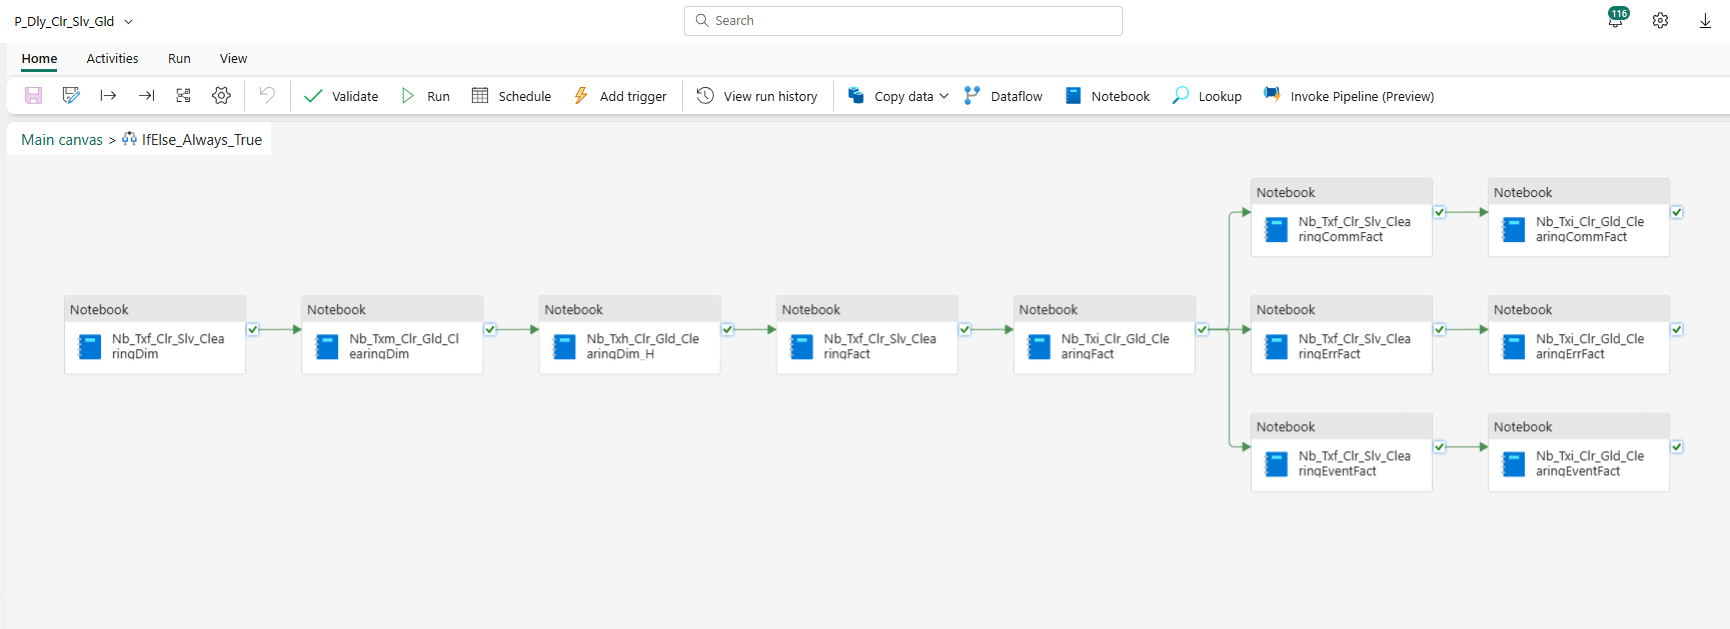 P_Dly_Clr_Slv_Gld
Search
116
Home Activities Run View
Validate Run Schedule Add trigger View run history Copy data Dataflow Notebook Lookup Invoke Pipeline (Preview)
Main canvas > IfElse_Always_True
Notebook
Nb_Txf_Clr_Slv_Clea
ringDim
Notebook
Nb_Txm_Clr_Gld_Cl
earingDim
Notebook
Nb_Txh_Clr_Gld_Cle
aringDim_H
Notebook
Nb_Txf_Clr_Slv_Clea
ringFact
Notebook
Nb_Txi_Clr_Gld_Cle
aringFact
Notebook
Nb_Txf_Clr_Slv_Clea
ringCommFact
Notebook
Nb_Txi_Clr_Gld_Cle
aringCommFact
Notebook
Nb_Txf_Clr_Slv_Clea
ringErrFact
Notebook
Nb_Txi_Clr_Gld_Cle
aringErrFact
Notebook
Nb_Txf_Clr_Slv_Clea
ringEventFact
Notebook
Nb_Txi_Clr_Gld_Cle
aringEventFact